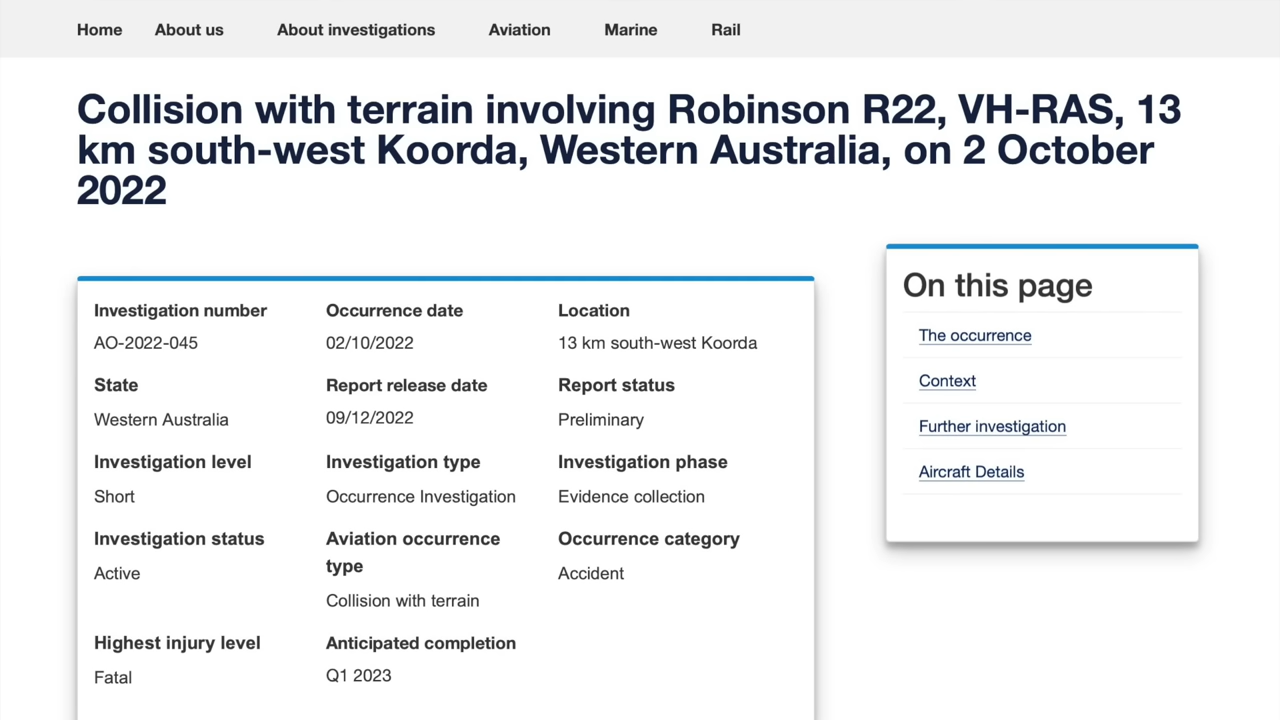 Home About us About investigations Aviation Marine Rail
Collision with terrain involving Robinson R22, VH-RAS, 13
km south-west Koorda, Western Australia, on 2 October
2022
Investigation number Occurrence date Location
AO-2022-045 02/10/2022 13 km south-west Koorda
State Report release date Report status
Western Australia 09/12/2022 Preliminary
Investigation level Investigation type Investigation phase
Short Occurrence Investigation Evidence collection
Investigation status Aviation occurrence Occurrence category
type
Active Accident
Collision with terrain
Highest injury level Anticipated completion
Fatal Q1 2023
On this page
The occurrence
Context
Further investigation
Aircraft Details